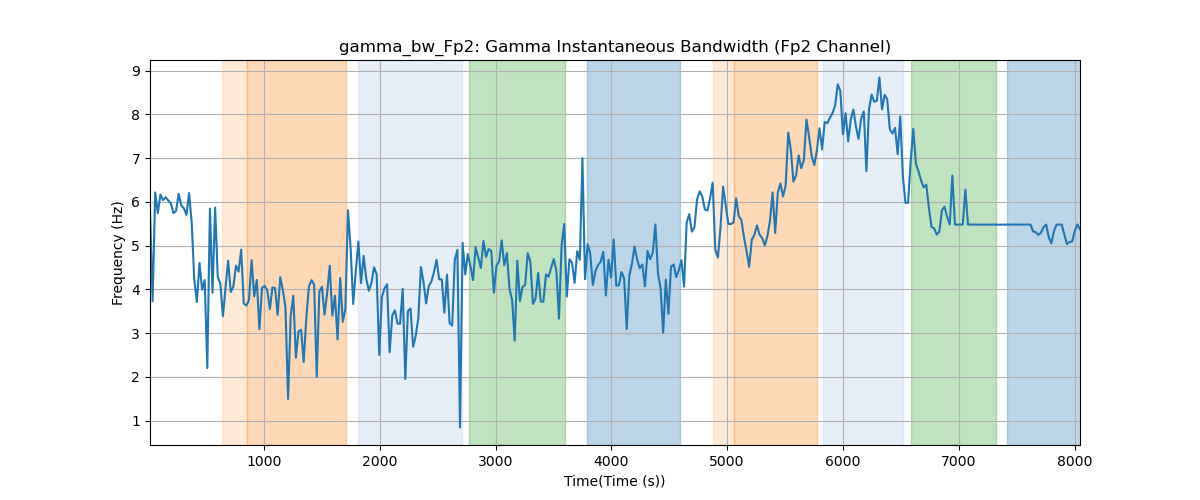 gamma_bw_Fp2: Gamma Instantaneous Bandwidth (Fp2 Channel)
9
8
7
6
5
4
3
2
1
Frequency (Hz)
1000 2000 3000 4000 5000 6000 7000 8000
Time(Time (s))